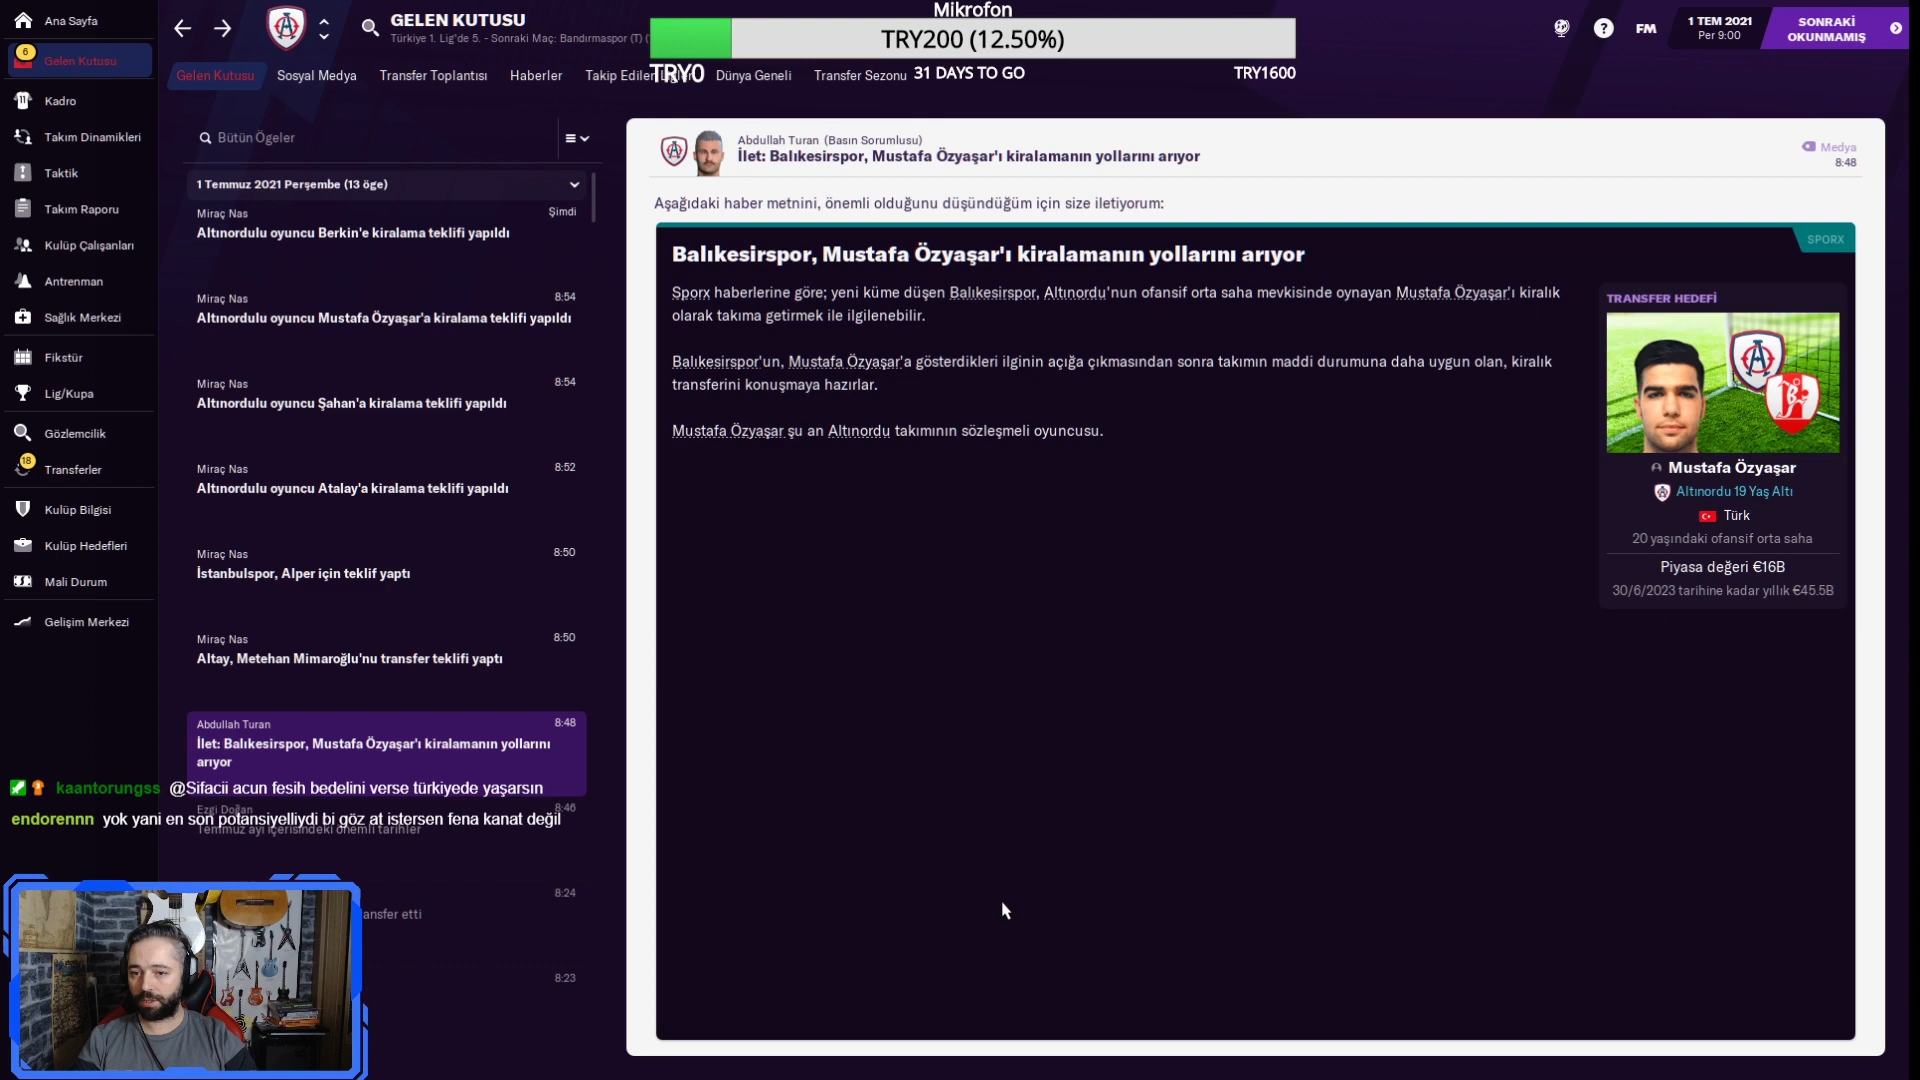 Ana Sayfa
6
Gelen Kutusu
Kadro
Takım Dinamikleri
Taktik
Takım Raporu
Kulüp Çalışanları
Antrenman
Sağlık Merkezi
Fikstür
Lig/Kupa
Gözlemcilik
18
Transferler
Kulüp Bilgisi
Kulüp Hedefleri
Mali Durum
Gelişim Merkezi
GELEN KUTUSU
Türkiye 1. Lig'de 5. - Sonraki Maç: Bandırmaspor (T)
Mikrofon
TRY200 (12.50%)
TRY0
31 DAYS TO GO
TRY1600
FM
1 TEM 2021
Per 9:00
SONRAKİ
OKUNMAMIŞ
Gelen Kutusu
Sosyal Medya
Transfer Toplantısı
Haberler
Takip Edilen
Dünya Geneli
Transfer Sezonu
Bütün Ögeler
1 Temmuz 2021 Perşembe (13 öge)
Miraç Nas
Şimdi
Altınordulu oyuncu Berkin'e kiralama teklifi yapıldı
Miraç Nas
8:54
Altınordulu oyuncu Mustafa Özyaşar'a kiralama teklifi yapıldı
Miraç Nas
8:54
Altınordulu oyuncu Şahan'a kiralama teklifi yapıldı
Miraç Nas
8:52
Altınordulu oyuncu Atalay'a kiralama teklifi yapıldı
Miraç Nas
8:50
İstanbulspor, Alper için teklif yaptı
Miraç Nas
8:50
Altay, Metehan Mimaroğlu'nu transfer teklifi yaptı
Abdullah Turan
8:48
İlet: Balıkesirspor, Mustafa Özyaşar'ı kiralamanın yollarını
arıyor
kaantorungss @Sifacii acun fesih bedelini verse türkiyede yaşarsın
Ezgi Doğan
8:46
endorennn yok yani en son potansiyelliydi bi göz at istersen fena kanat değil
Temmuz ayı içerisindeki önemli tarihler
8:24
ansfer etti
8:23
Abdullah Turan (Basın Sorumlusu)
İlet: Balıkesirspor, Mustafa Özyaşar'ı kiralamanın yollarını arıyor
Medya
8:48
Aşağıdaki haber metnini, önemli olduğunu düşündüğüm için size iletiyorum:
SPORX
Balıkesirspor, Mustafa Özyaşar'ı kiralamanın yollarını arıyor
Sporx haberlerine göre; yeni küme düşen Balıkesirspor, Altınordu'nun ofansif orta saha mevkisinde oynayan Mustafa Özyaşar'ı kiralık
olarak takıma getirmek ile ilgilenebilir.
Balıkesirspor'un, Mustafa Özyaşar'a gösterdikleri ilginin açığa çıkmasından sonra takımın maddi durumuna daha uygun olan, kiralık
transferini konuşmaya hazırlar.
Mustafa Özyaşar şu an Altınordu takımının sözleşmeli oyuncusu.
TRANSFER HEDEFİ
Mustafa Özyaşar
Altınordu 19 Yaş Altı
Türk
20 yaşındaki ofansif orta saha
Piyasa değeri €16B
30/6/2023 tarihine kadar yıllık €45.5B